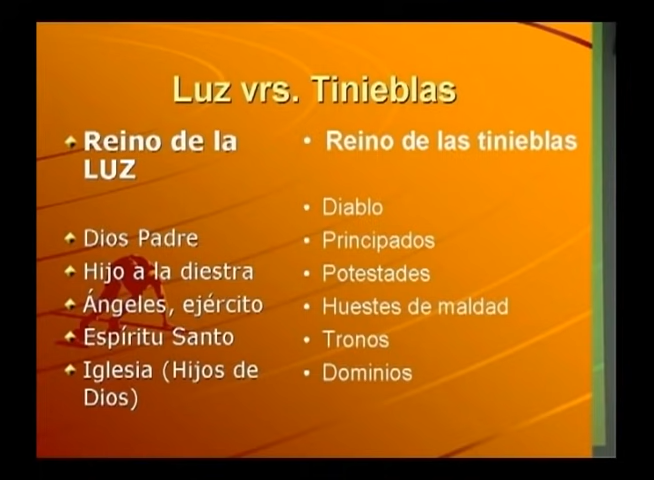 Luz vrs. Tinieblas
Reino de la
LUZ
Dios Padre
Hijo a la diestra
Ángeles, ejército
Espíritu Santo
Iglesia (Hijos de
Dios)
Reino de las tinieblas
Diablo
Principados
Potestades
Huestes de maldad
Tronos
Dominios